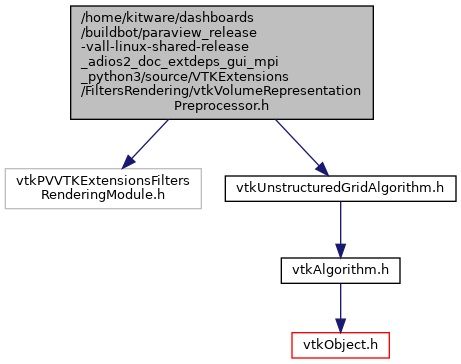 /home/kitware/dashboards
/buildbot/paraview_release
-vall-linux-shared-release
_adios2_doc_extdeps_gui_mpi
_python3/source/VTKExtensions
/FiltersRendering/vtkVolumeRepresentation
Preprocessor.h
vtkPVVTKExtensionsFilters
RenderingModule.h
vtkUnstructuredGridAlgorithm.h
vtkAlgorithm.h
vtkObject.h